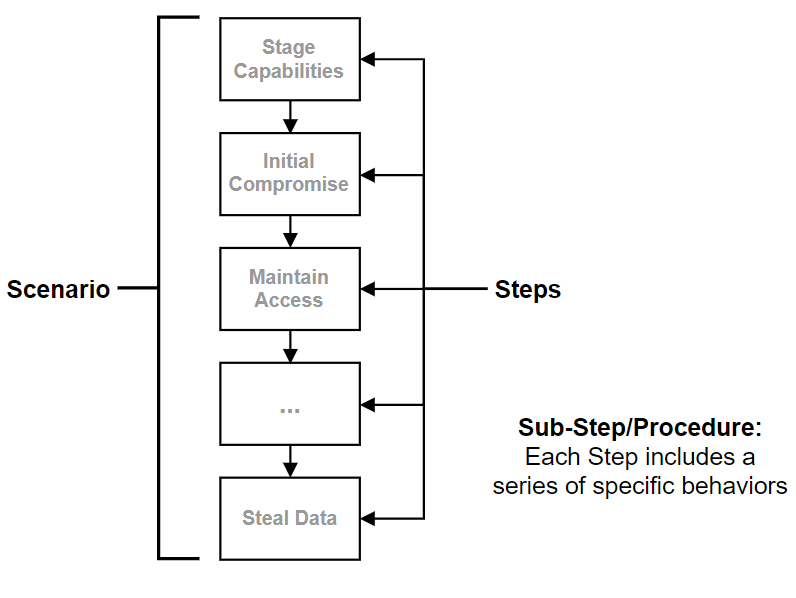 Stage
Capabilities
Initial
Compromise
Maintain
Access
Scenario
Steps
...
Sub-Step/Procedure:
Each Step includes a
series of specific behaviors
Steal Data